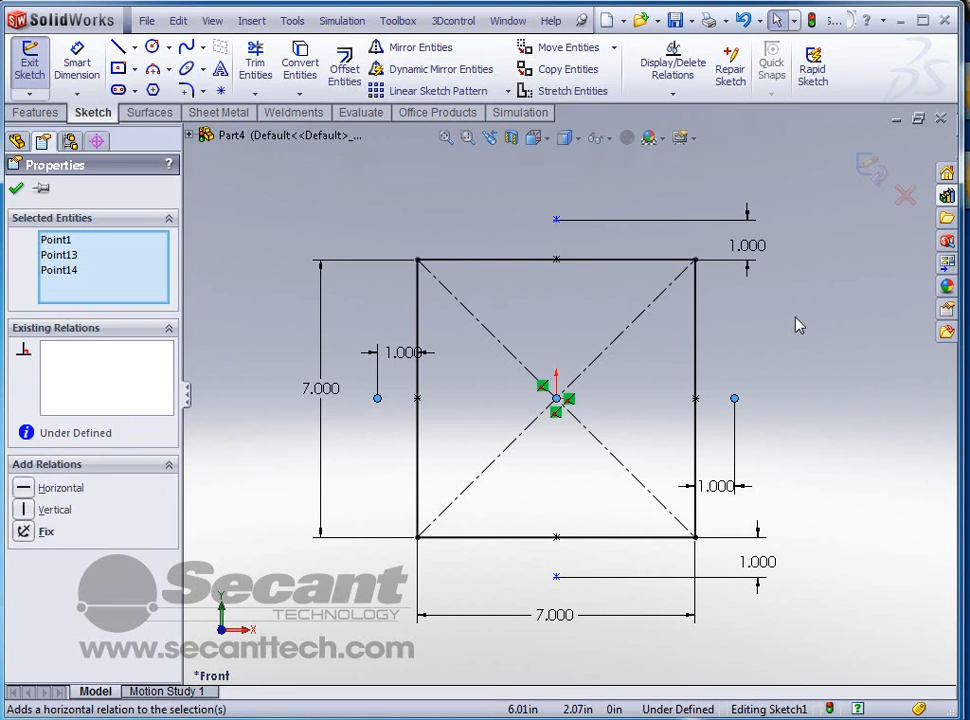 SolidWorks File Edit View Insert Tools Simulation Toolbox 3Dcontrol Window Help s...
Exit Sketch
Smart Dimension
Trim Entities
Convert Entities
Offset Entities
Mirror Entities
Dynamic Mirror Entities
Linear Sketch Pattern
Move Entities
Copy Entities
Stretch Entities
Display/Delete Relations
Repair Sketch
Quick Snaps
Rapid Sketch
Features Sketch Surfaces Sheet Metal Weldments Evaluate Office Products Simulation
Part4 (Default<<Default>_...
Properties
Selected Entities
Point1
Point13
Point14
Existing Relations
Under Defined
Add Relations
Horizontal
Vertical
Fix
1.000
1.000
7.000
1.000
1.000
7.000
Secant
TECHNOLOGY
www.secanttech.com
Y
X
*Front
Model Motion Study 1
Adds a horizontal relation to the selection(s) 6.01in 2.07in 0in Under Defined Editing Sketch1